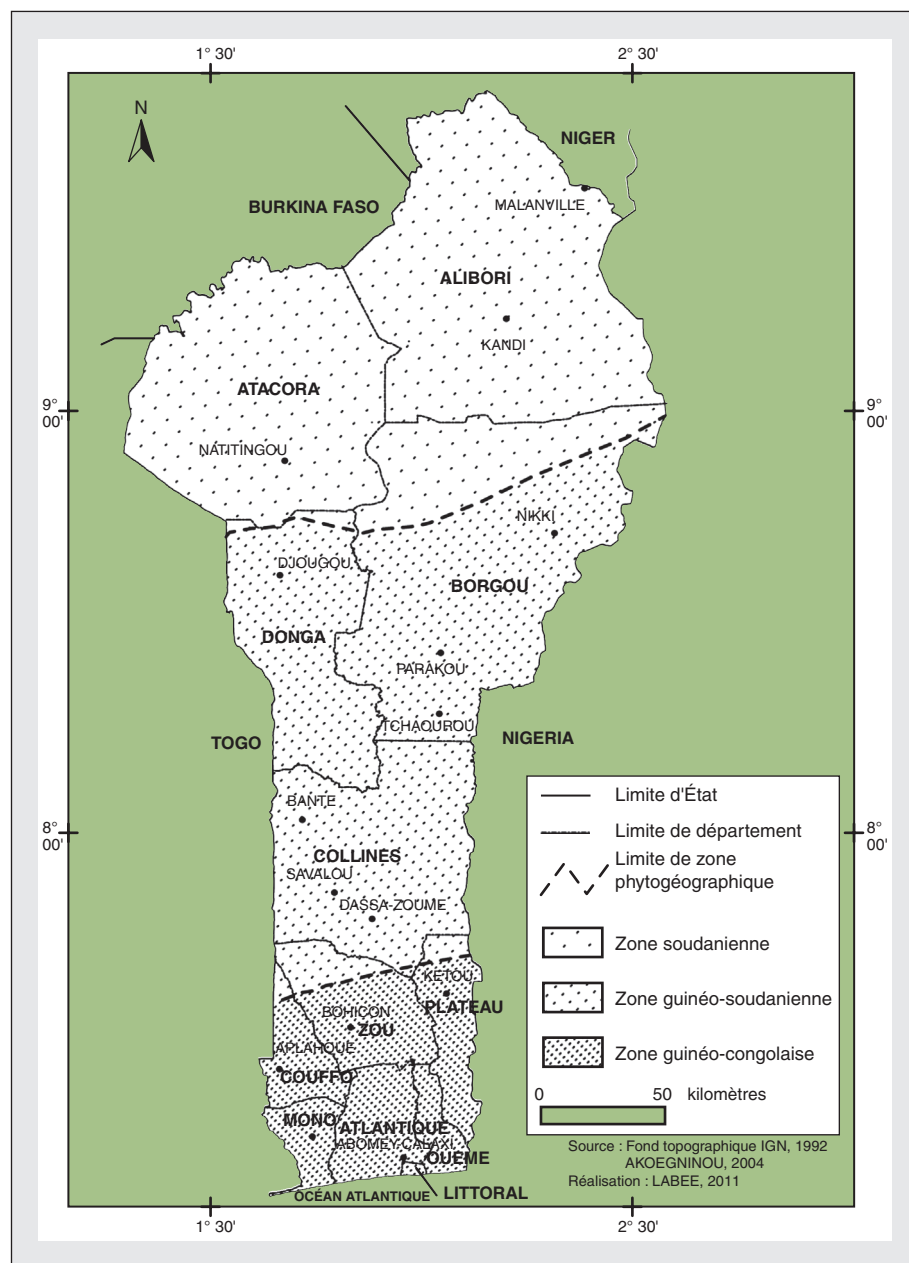 1° 30'
2° 30'
N
NIGER
BURKINA FASO
MALANVILLE
ALIBORI
KANDI
ATACORA
9°
00'
9°
00'
NATITINGOU
NIKKI
DJOUGOU
BORGOU
DONGA
PARAKOU
TCHAOUROU
TOGO
NIGERIA
BANTE
8°
00'
8°
00'
COLLINES
SAVALOU
DASSA-ZOUME
KETOU
PLATEAU
BOHICON
ZOU
APLAHOUE
COUFFO
MONO
ATLANTIQUE
ABOMEY-CALAXI
OUEME
LITTORAL
OCÉAN ATLANTIQUE
Limite d'État
Limite de département
Limite de zone
phytogéographique
Zone soudanienne
Zone guinéo-soudanienne
Zone guinéo-congolaise
0 50 kilomètres
Source : Fond topographique IGN, 1992
AKOEGNINOU, 2004
Réalisation : LABEE, 2011
1° 30'
2° 30'